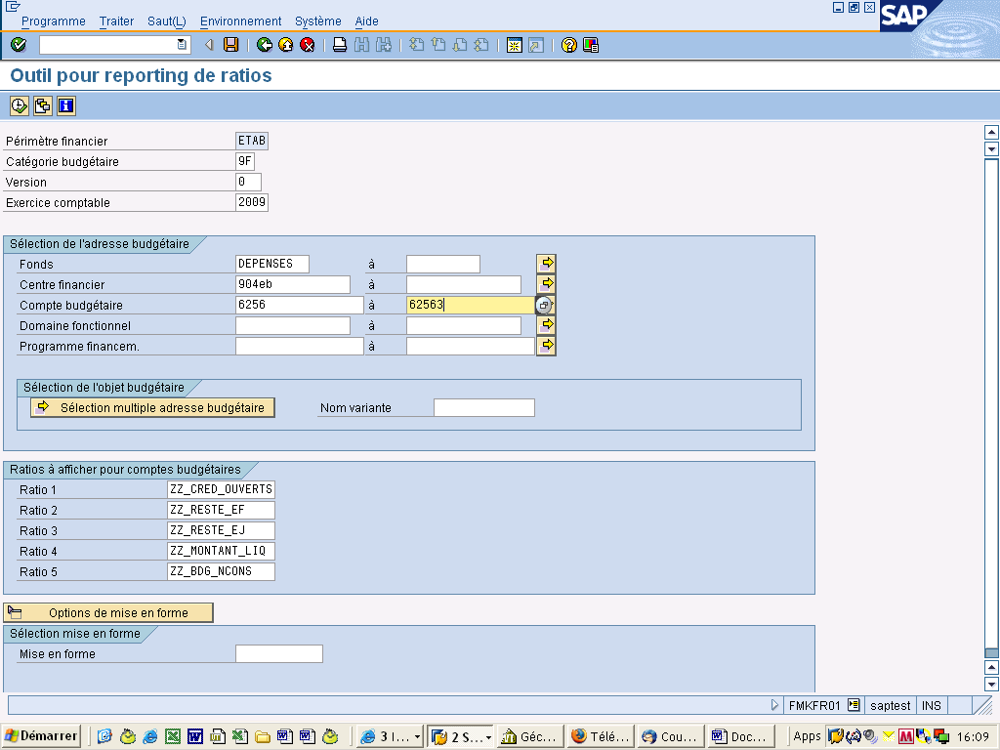 Programme Traiter Saut(L) Environnement Système Aide
SAP
Outil pour reporting de ratios
Périmètre financier ETAB
Catégorie budgétaire 9F
Version 0
Exercice comptable 2009
Sélection de l'adresse budgétaire
Fonds DEPENSES à
Centre financier 904eb à
Compte budgétaire 6256 à 62563
Domaine fonctionnel à
Programme financem. à
Sélection de l'objet budgétaire
Sélection multiple adresse budgétaire Nom variante
Ratios à afficher pour comptes budgétaires
Ratio 1 ZZ_CRED_OUVERTS
Ratio 2 ZZ_RESTE_EF
Ratio 3 ZZ_RESTE_EJ
Ratio 4 ZZ_MONTANT_LIQ
Ratio 5 ZZ_BDG_NCONS
Options de mise en forme
Sélection mise en forme
Mise en forme
FMKFR01 saptest INS
Démarrer 3 I... 2 S... Géc... Télé... Cou... Doc... Apps 16:09